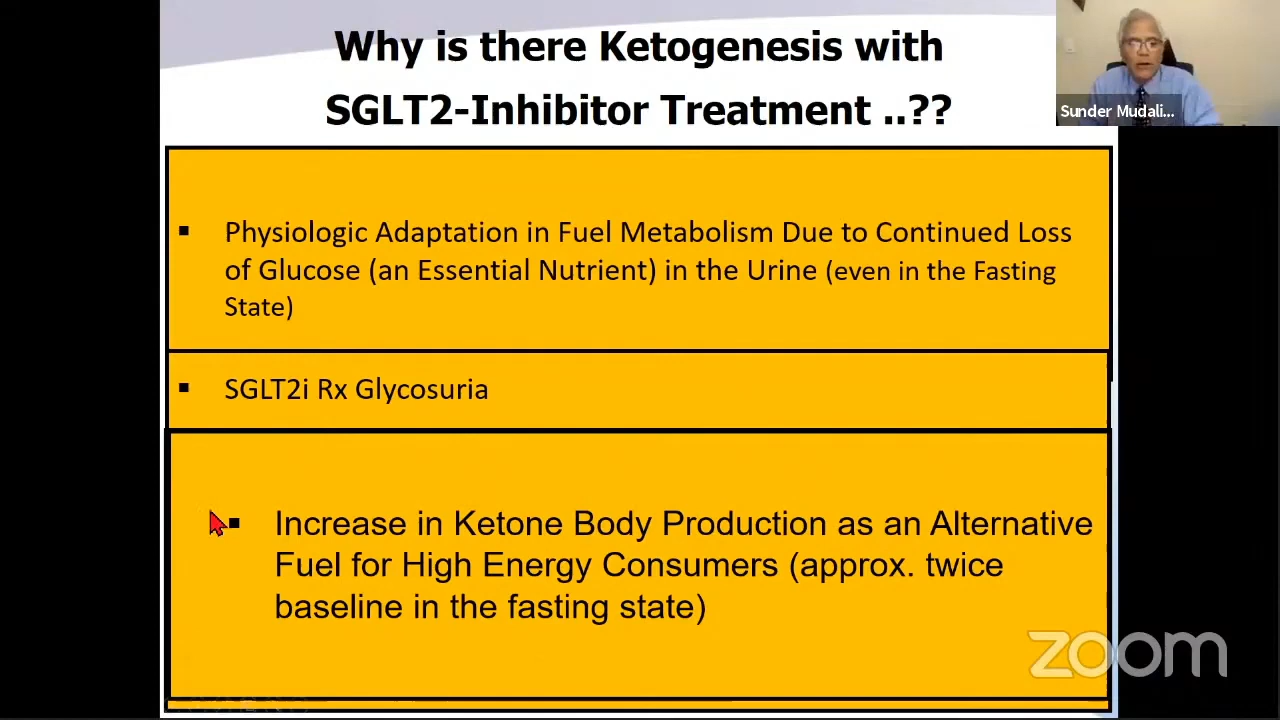 Why is there Ketogenesis with
SGLT2-Inhibitor Treatment ..??
Sunder Mudali...
▪ Physiologic Adaptation in Fuel Metabolism Due to Continued Loss
of Glucose (an Essential Nutrient) in the Urine (even in the Fasting
State)
▪ SGLT2i Rx Glycosuria
▪ Increase in Ketone Body Production as an Alternative
Fuel for High Energy Consumers (approx. twice
baseline in the fasting state)
zoom